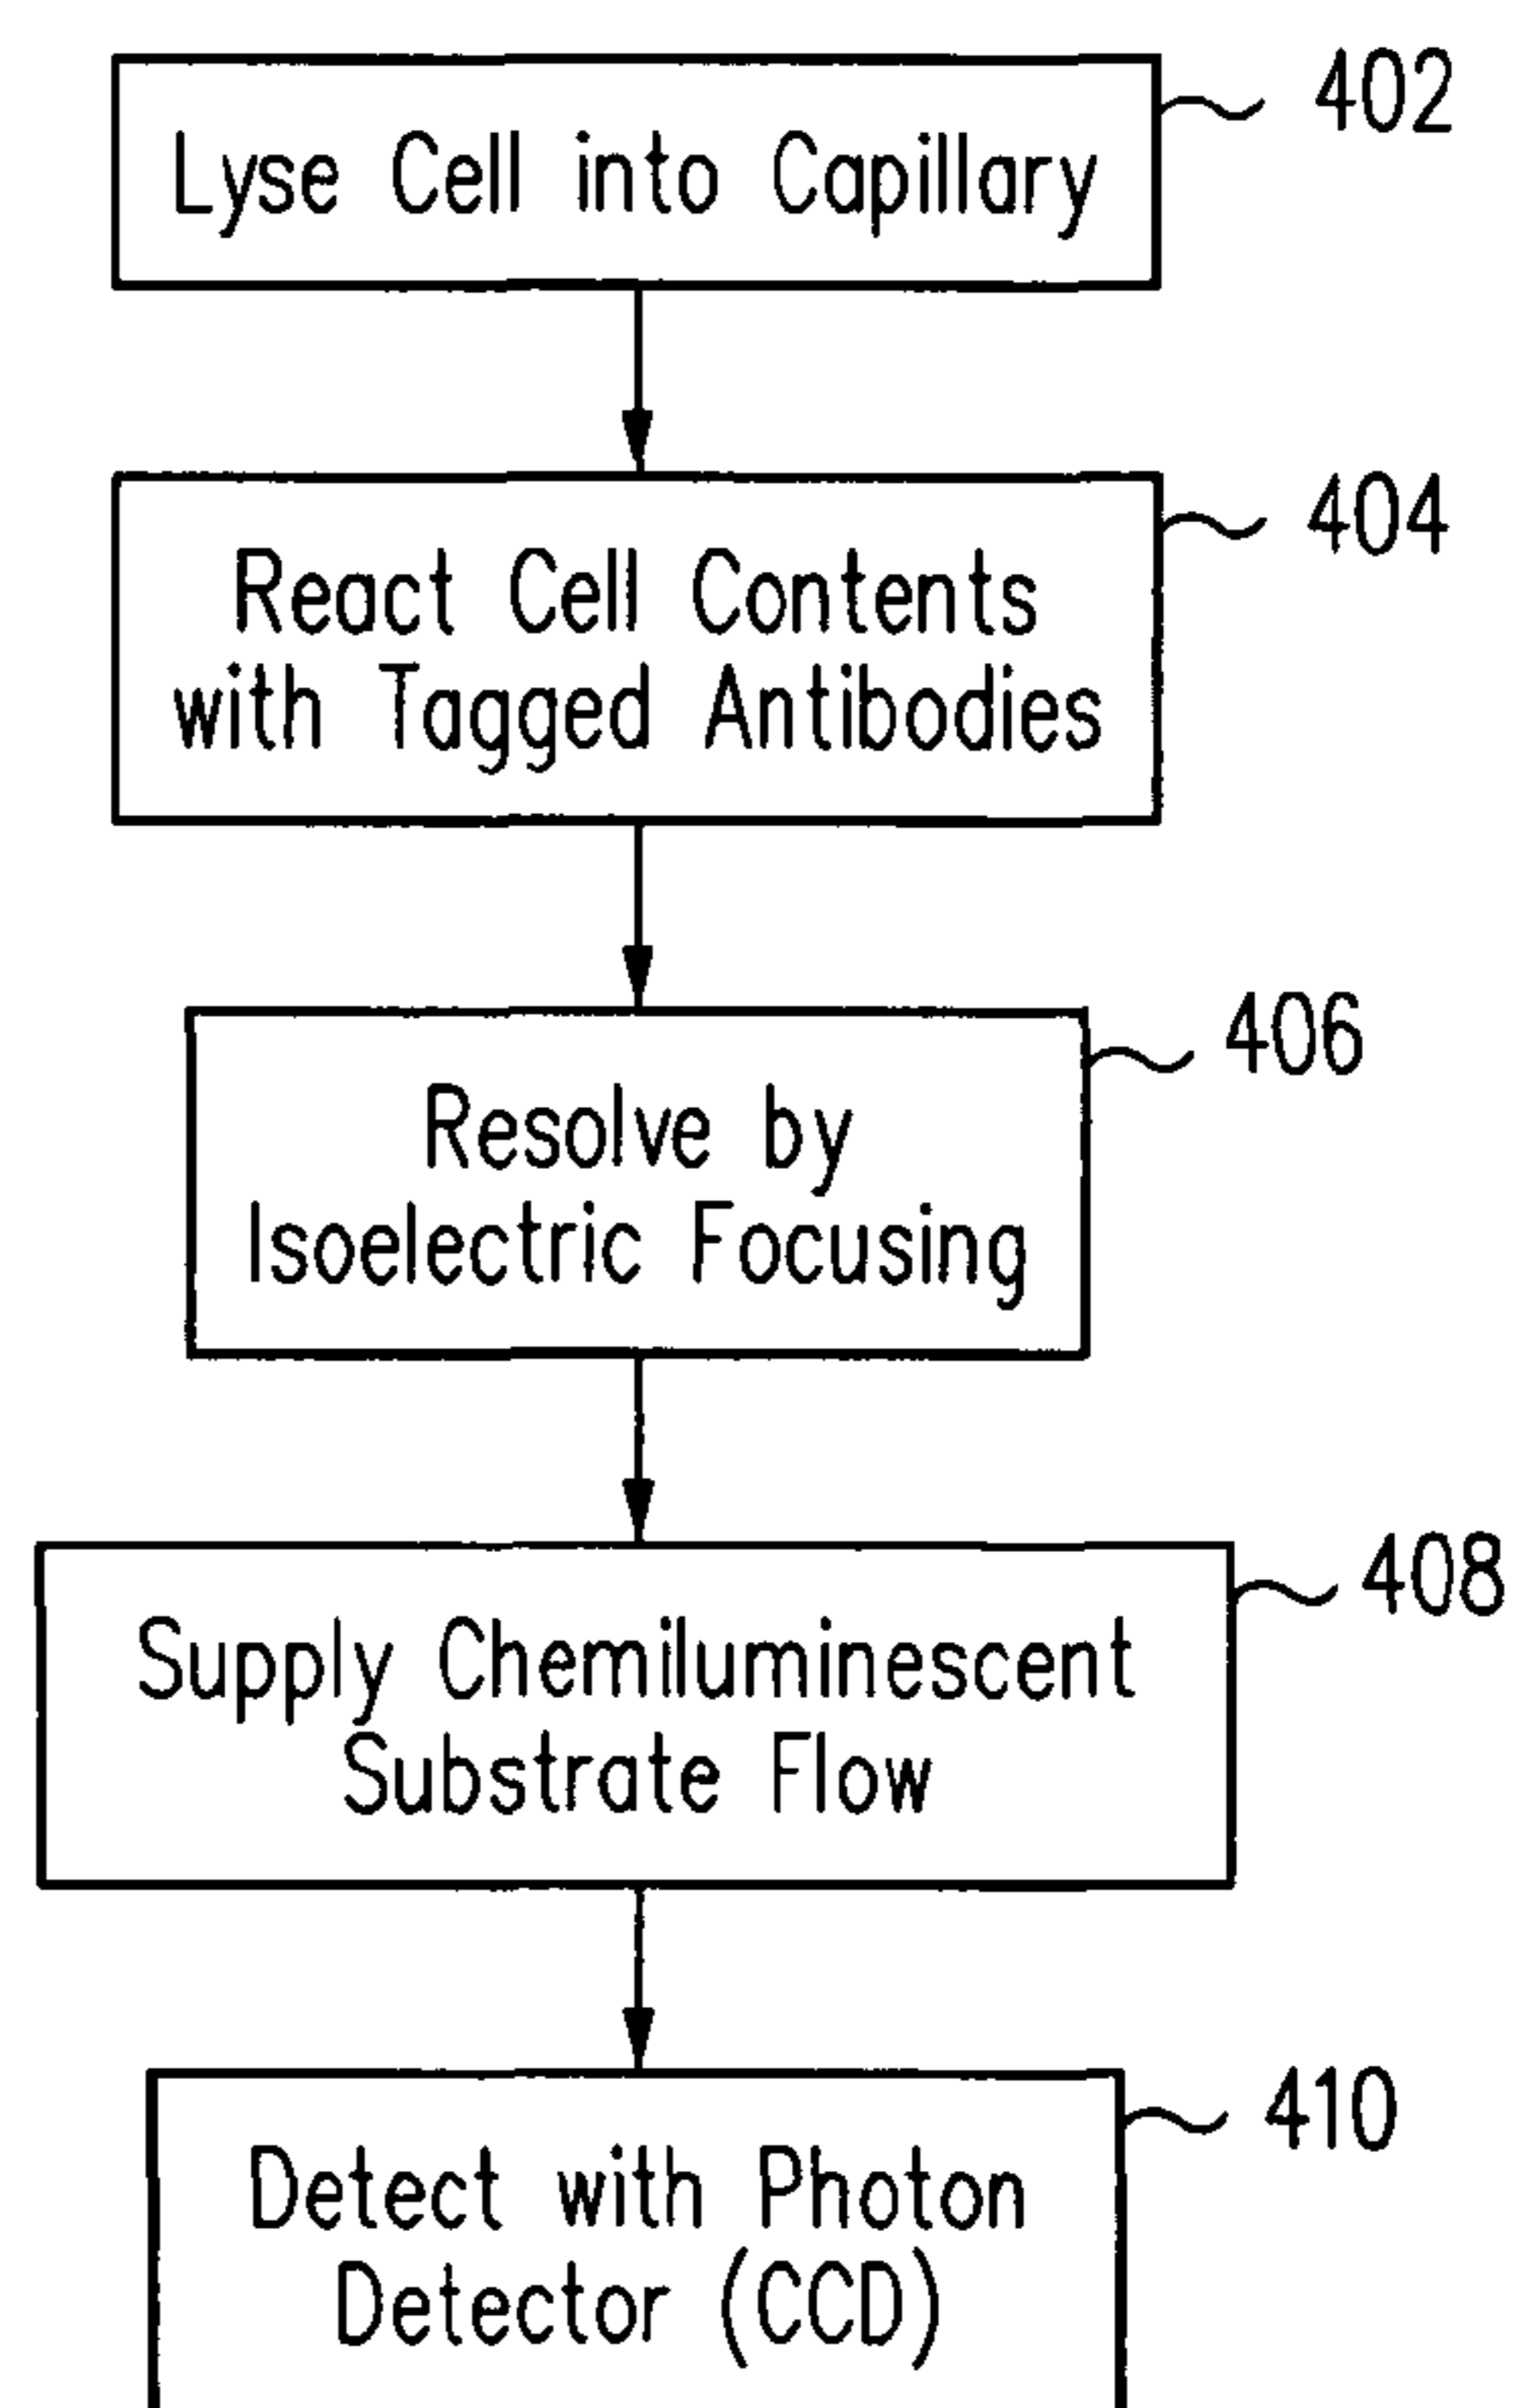 402
Lyse Cell into Capillary
404
React Cell Contents
with Tagged Antibodies
406
Resolve by
Isoelectric Focusing
408
Supply Chemiluminescent
Substrate Flow
410
Detect with Photon
Detector (CCD)